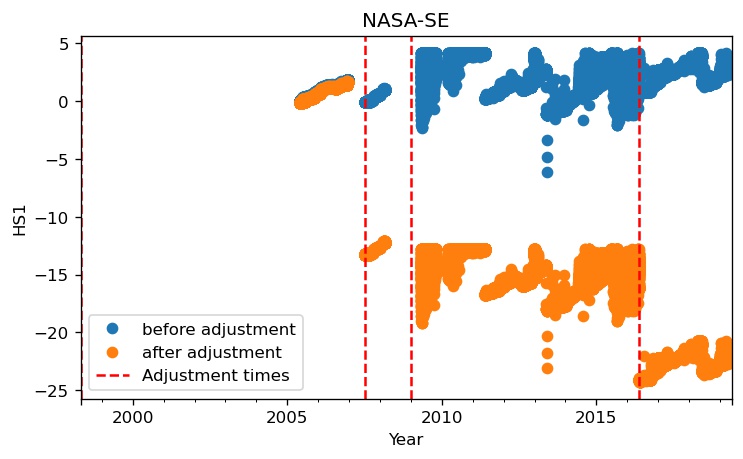 NASA-SE
5
0
−5
−10
−15
−20
−25
HS1
before adjustment
after adjustment
Adjustment times
2000
2005
2010
2015
Year